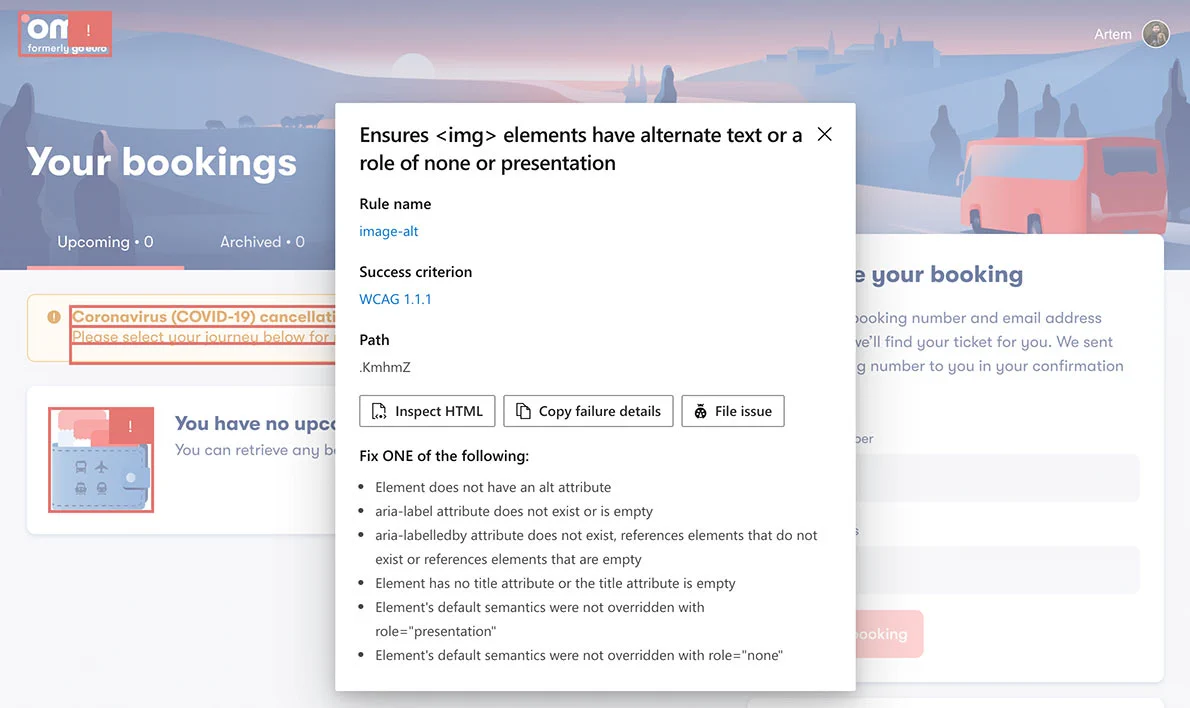 om
!
formerly go euro
Artem
Your bookings
Upcoming • 0
Archived • 0
Coronavirus (COVID-19)
Please select your journey below for
!
You have no
You can retrieve any
Ensures <img> elements have alternate text or a
role of none or presentation
Rule name
image-alt
Success criterion
WCAG 1.1.1
Path
.KmhmZ
Inspect HTML
Copy failure details
File issue
Fix ONE of the following:
• Element does not have an alt attribute
• aria-label attribute does not exist or is empty
• aria-labelledby attribute does not exist, references elements that do not
exist or references elements that are empty
• Element has no title attribute or the title attribute is empty
• Element's default semantics were not overridden with
role="presentation"
• Element's default semantics were not overridden with role="none"
your booking
booking number and email address
we'll find your ticket for you. We sent
number to you in your confirmation
booking